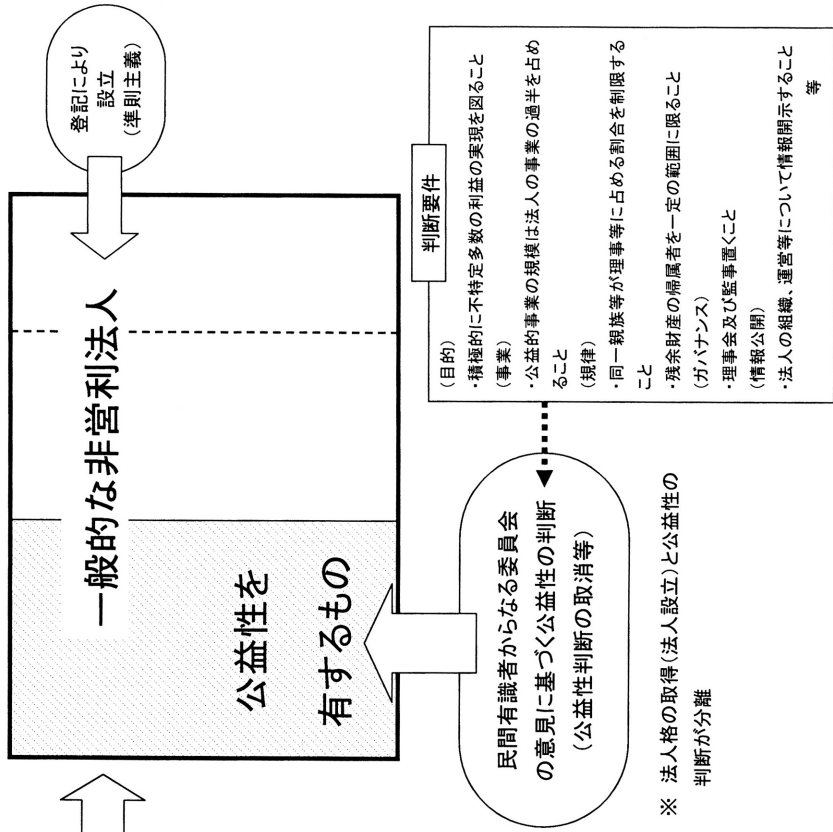 登記により
設立
(準則主義)
一般的な非営利法人
公益性を
有するもの
民間有識者からなる委員会
の意見に基づく公益性の判断
(公益性判断の取消等)
判断要件
(目的)
・積極的に不特定多数の利益の実現を図ること
(事業)
・公益的事業の規模は法人の事業の過半を占め
ること
(規律)
・同一親族等が理事等に占める割合を制限する
こと
・残余財産の帰属者を一定の範囲に限ること
(ガバナンス)
・理事会及び監事置くこと
(情報公開)
・法人の組織、運営等について情報開示すること
等
※ 法人格の取得(法人設立)と公益性の
判断が分離